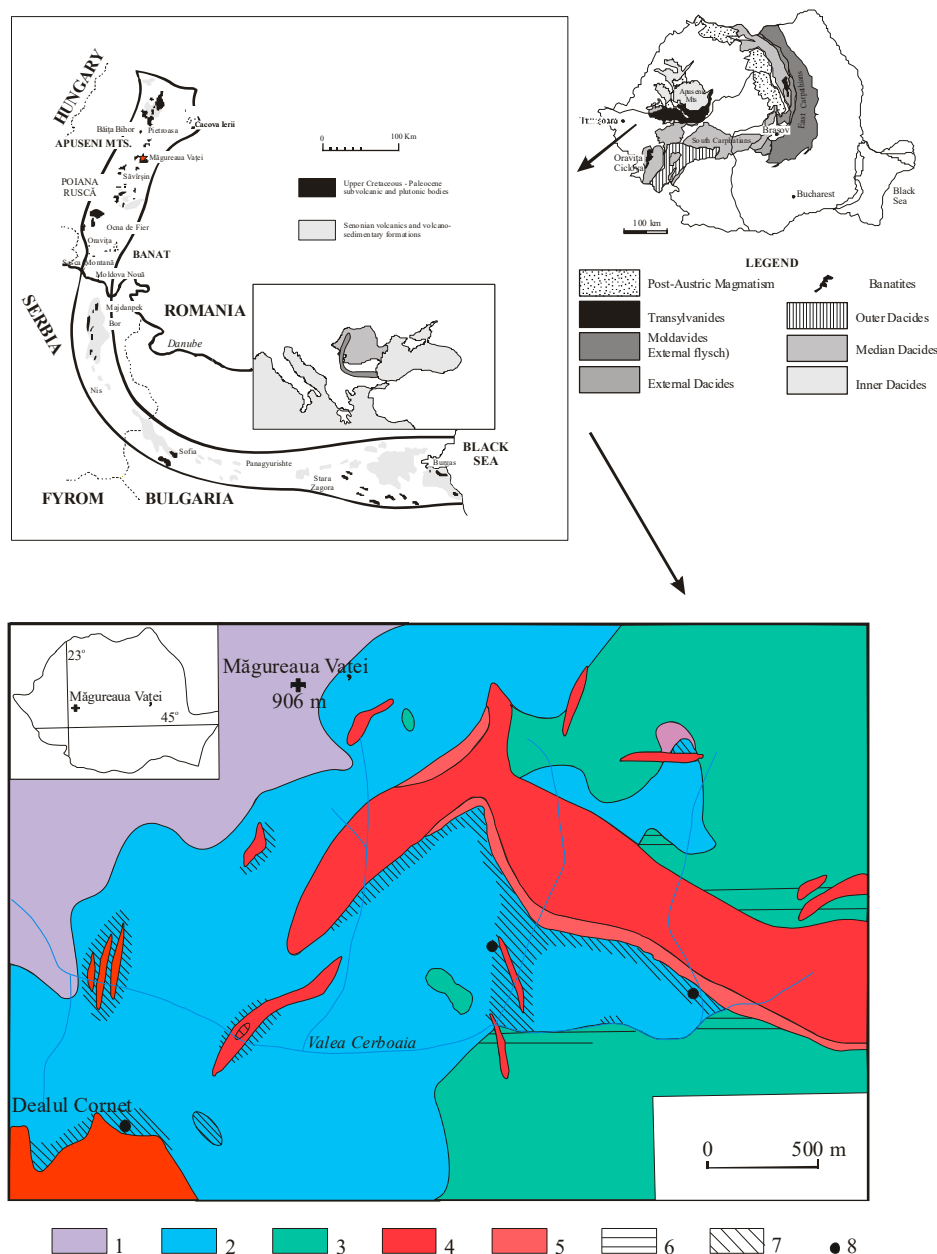 HUNGARY
Băița Bihor
Pietroasa
Cacova Ierii
APUSENI MTS.
Măgureaua Vaței
Săvîrșin
POIANA
RUSCĂ
Ocna de Fier
Oravița
BANAT
Sasca Montană
Moldova Nouă
Majdanpek
Bor
SERBIA
ROMANIA
Danube
Nis
Sofia
Panagyurishte
Stara
Zagora
Burgas
BLACK
SEA
FYROM
BULGARIA
0 100 Km
Upper Cretaceous - Paleocene
subvolcanic and plutonic bodies
Senonian volcanics and volcano-
sedimentary formations
Apuseni
Mts
East Carpathians
South Carpathians
Brașov
Oravița
Ciclova
Bucharest
Black
Sea
100 km
LEGEND
Post-Austric Magmatism
Banatites
Transylvanides
Outer Dacides
Moldavides
External flysch)
Median Dacides
External Dacides
Inner Dacides
23°
Măgureaua Vaței
45°
Măgureaua Vaței
906 m
Valea Cerboaia
Dealul Cornet
0 500 m
1 2 3 4 5 6 7 8